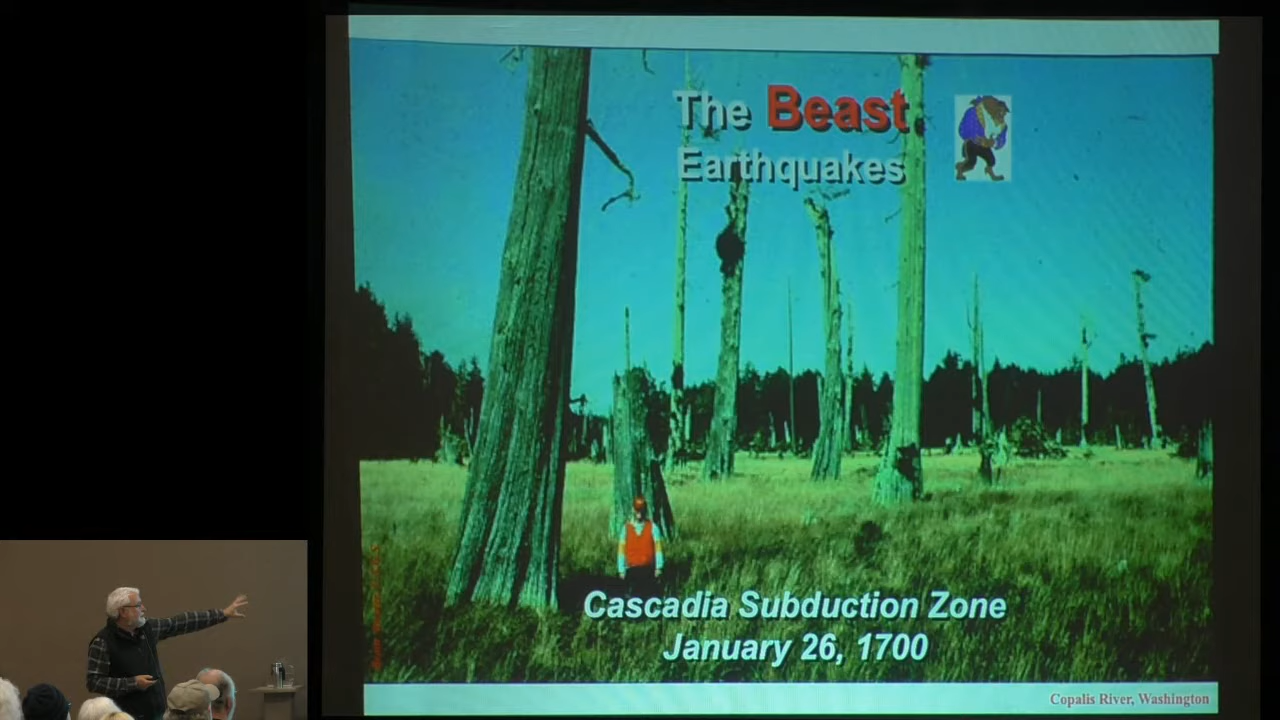 The Beast
Earthquakes
Cascadia Subduction Zone
January 26, 1700
Copalis River, Washington